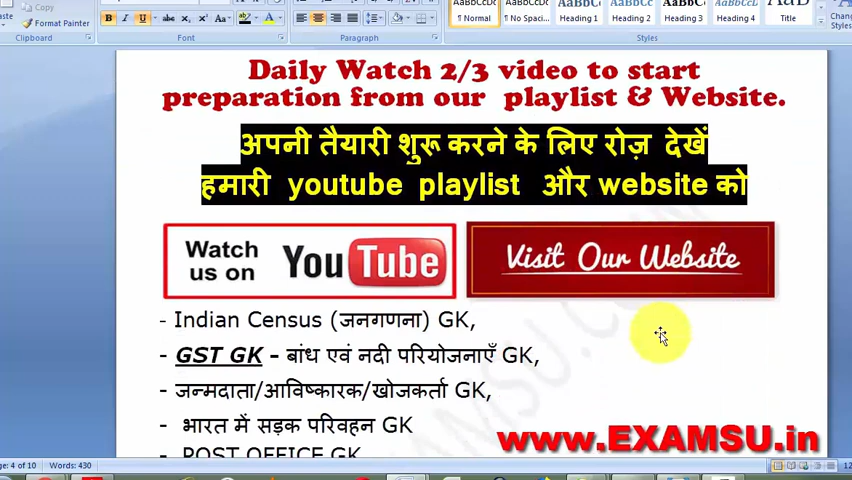 Format Painter
Clipboard
Font
Paragraph
Styles
¶ Normal
¶ No Spaci...
Heading 1
Heading 2
Heading 3
Heading 4
Title
Daily Watch 2/3 video to start
preparation from our playlist & Website.
अपनी तैयारी शुरू करने के लिए रोज़ देखें
हमारी youtube playlist और website को
Watch
us on
YouTube
Visit Our Website
- Indian Census (जनगणना) GK,
- GST GK - बांध एवं नदी परियोजनाएँ GK,
- जन्मदाता/आविष्कारक/खोजकर्ता GK,
- भारत में सड़क परिवहन GK
- POST OFFICE GK
www.EXAMSU.in
Words: 430